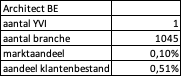 Architect BE
aantal YVI 1
aantal branche 1045
marktaandeel 0,10%
aandeel klantenbestand 0,51%